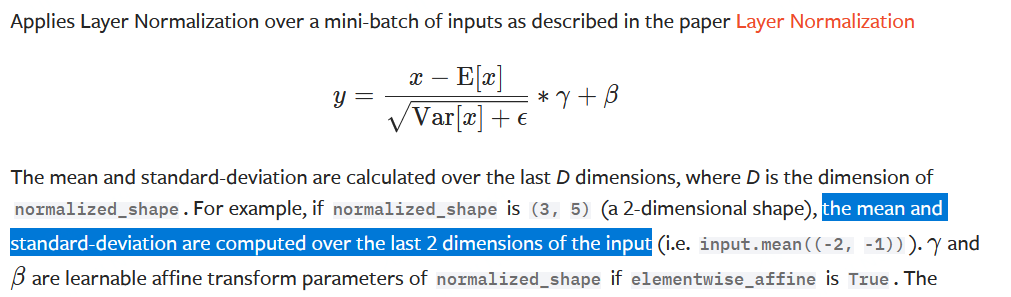 Applies Layer Normalization over a mini-batch of inputs as described in the paper Layer Normalization
y = \frac{x - \mathrm{E}[x]}{\sqrt{\mathrm{Var}[x] + \epsilon}} * \gamma + \beta
The mean and standard-deviation are calculated over the last D dimensions, where D is the dimension of
normalized_shape . For example, if normalized_shape is (3, 5) (a 2-dimensional shape), the mean and
standard-deviation are computed over the last 2 dimensions of the input (i.e. input.mean((-2, -1)) ). γ and
β are learnable affine transform parameters of normalized_shape if elementwise_affine is True . The